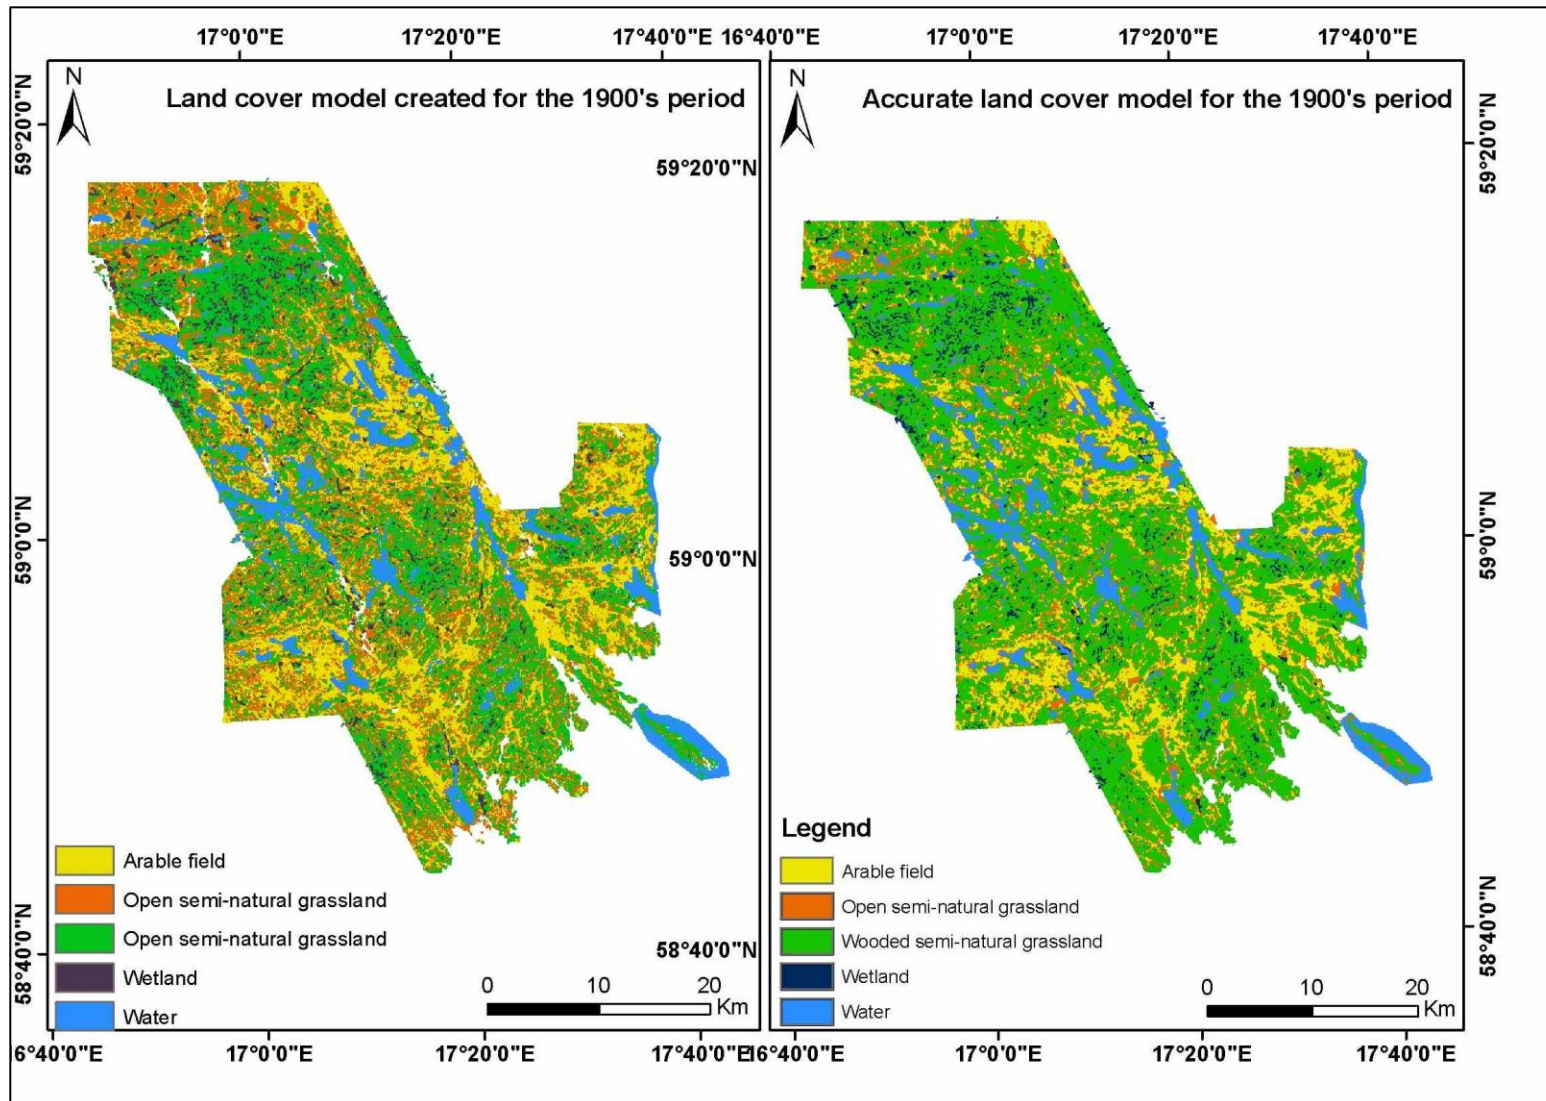 17°0'0"E 17°20'0"E 17°40'0"E
16°40'0"E 17°0'0"E 17°20'0"E 17°40'0"E
N
Land cover model created for the 1900's period
59°20'0"N
59°0'0"N
58°40'0"N
Arable field
Open semi-natural grassland
Open semi-natural grassland
Wetland
Water
0 10 20
Km
16°40'0"E 17°0'0"E 17°20'0"E 17°40'0"E
N
Accurate land cover model for the 1900's period
59°20'0"N
59°0'0"N
58°40'0"N
59°20'0"N
59°0'0"N
58°40'0"N
Legend
Arable field
Open semi-natural grassland
Wooded semi-natural grassland
Wetland
Water
0 10 20
Km
16°40'0"E 17°0'0"E 17°20'0"E 17°40'0"E